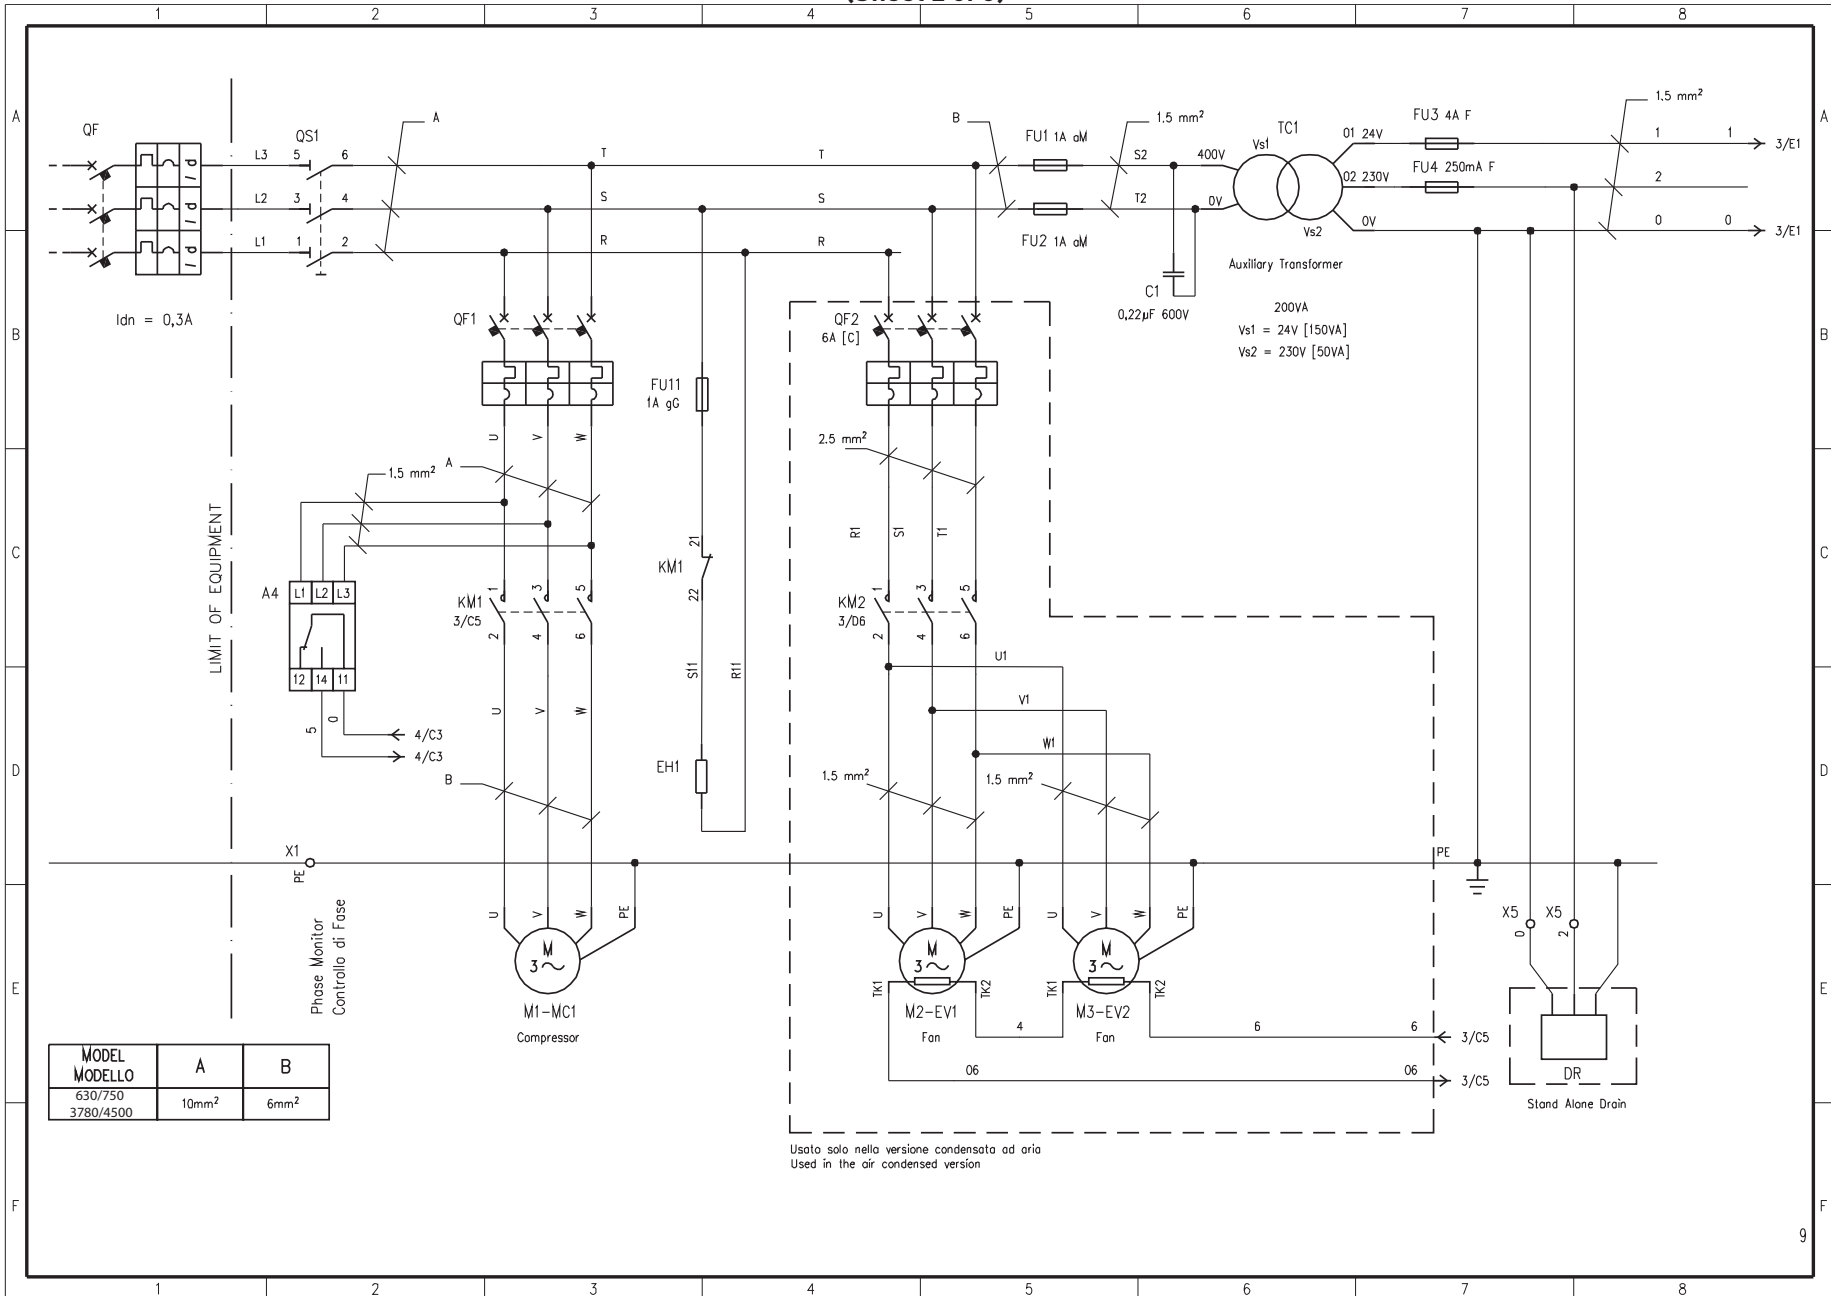 1 2 3 4 5 6 7 8
A A
B B
C C
D D
E E
F F
QF
Idn = 0,3A
I d
I d
I d
L3 5 6
L2 3 4
L1 1 2
QS1
A
T T
S S
R R
B
FU1 1A aM
FU2 1A aM
1.5 mm²
S2
T2
400V
0V
C1
0,22µF 600V
TC1
Vs1
Vs2
Auxiliary Transformer
200VA
Vs1 = 24V [150VA]
Vs2 = 230V [50VA]
01 24V
02 230V
0V
FU3 4A F
FU4 250mA F
1.5 mm²
1 1 3/E1
2
0 0 3/E1
LIMIT OF EQUIPMENT
QF1
U V W
A
1.5 mm²
A4
L1 L2 L3
12 14 11
5 0
4/C3
4/C3
KM1
3/C5
1 3 5
2 4 6
U V W
B
FU11
1A gG
KM1
21
22
S11
R11
EH1
QF2
6A [C]
2.5 mm²
R1 S1 T1
KM2
3/D6
1 3 5
2 4 6
U1
V1
W1
1.5 mm²
1.5 mm²
X1
PE
PE
Phase Monitor
Controllo di Fase
U V W PE
M
3
M1-MC1
Compressor
U V W PE
M
3
TK1 TK2
M2-EV1
Fan
U V W PE
M
3
TK1 TK2
M3-EV2
Fan
4
6 6 3/C5
06 06 3/C5
X5 X5
0 2
DR
Stand Alone Drain
MODEL
MODELLO
A B
630/750
3780/4500
10mm² 6mm²
Usato solo nella versione condensata ad aria
Used in the air condensed version
9
1 2 3 4 5 6 7 8